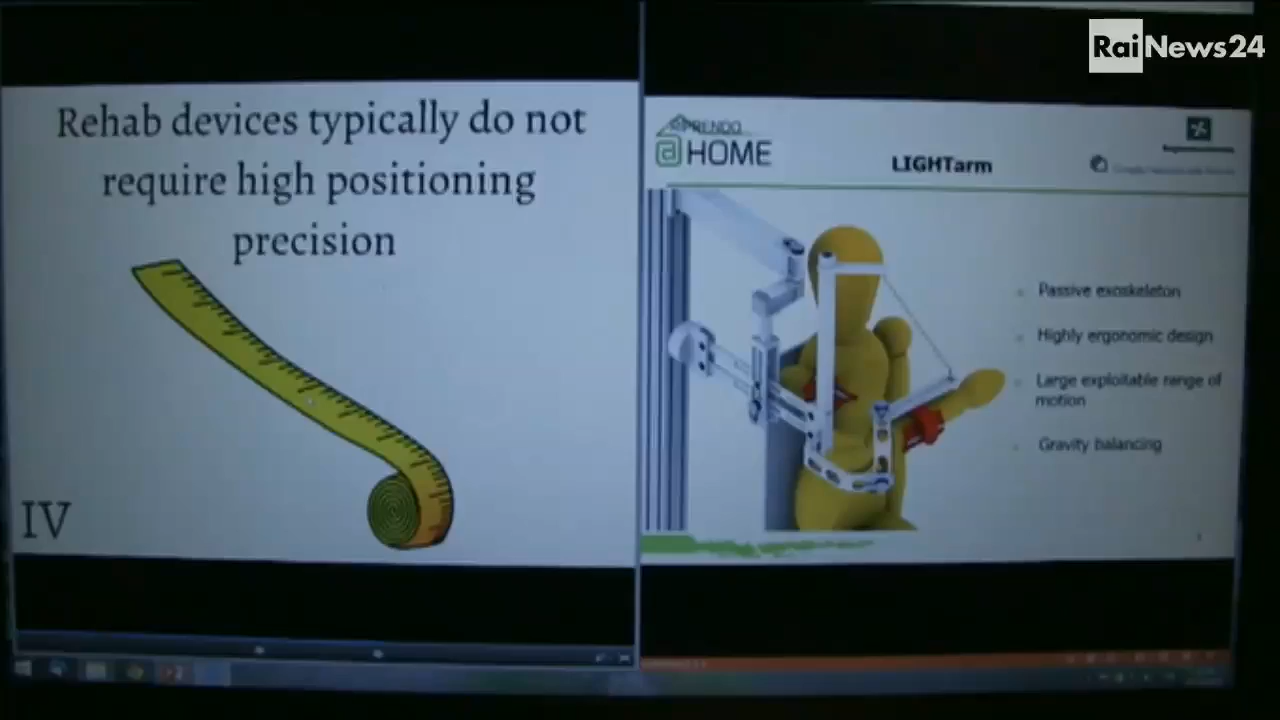 RaiNews24
Rehab devices typically do not
require high positioning
precision
IV
RIPRENDO
@HOME
LIGHTarm
Passive exoskeleton
Highly ergonomic design
Large exploitable range of
motion
Gravity balancing